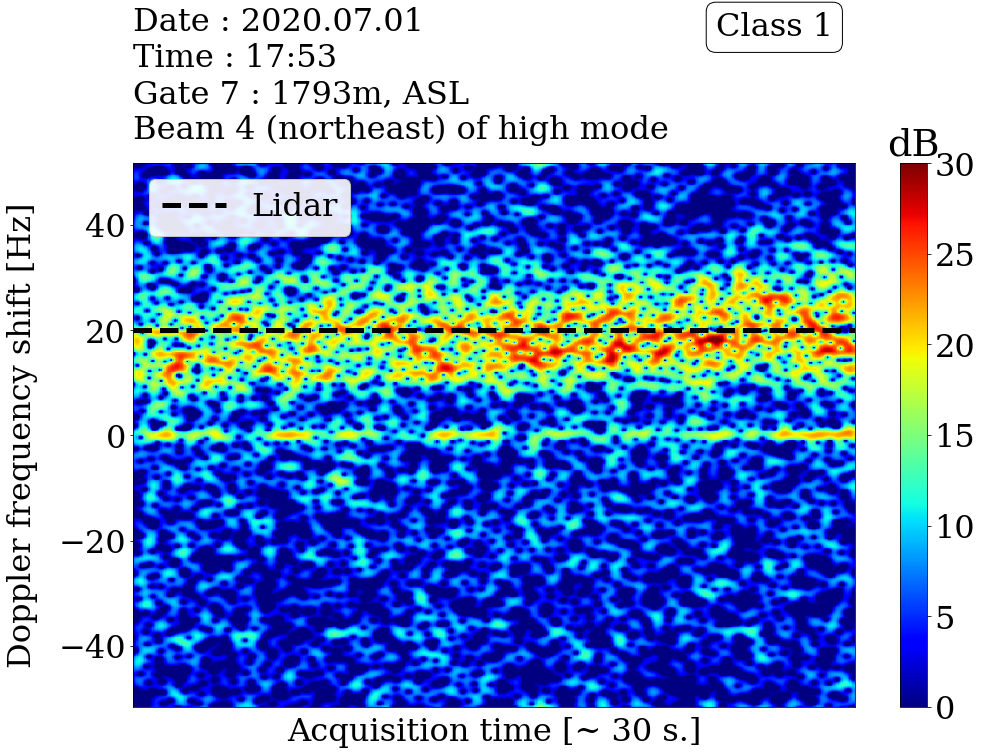 Date : 2020.07.01
Time : 17:53
Gate 7 : 1793m, ASL
Beam 4 (northeast) of high mode
Class 1
dB
Lidar
Doppler frequency shift [Hz]
40
20
0
−20
−40
30
25
20
15
10
5
0
Acquisition time [~ 30 s.]